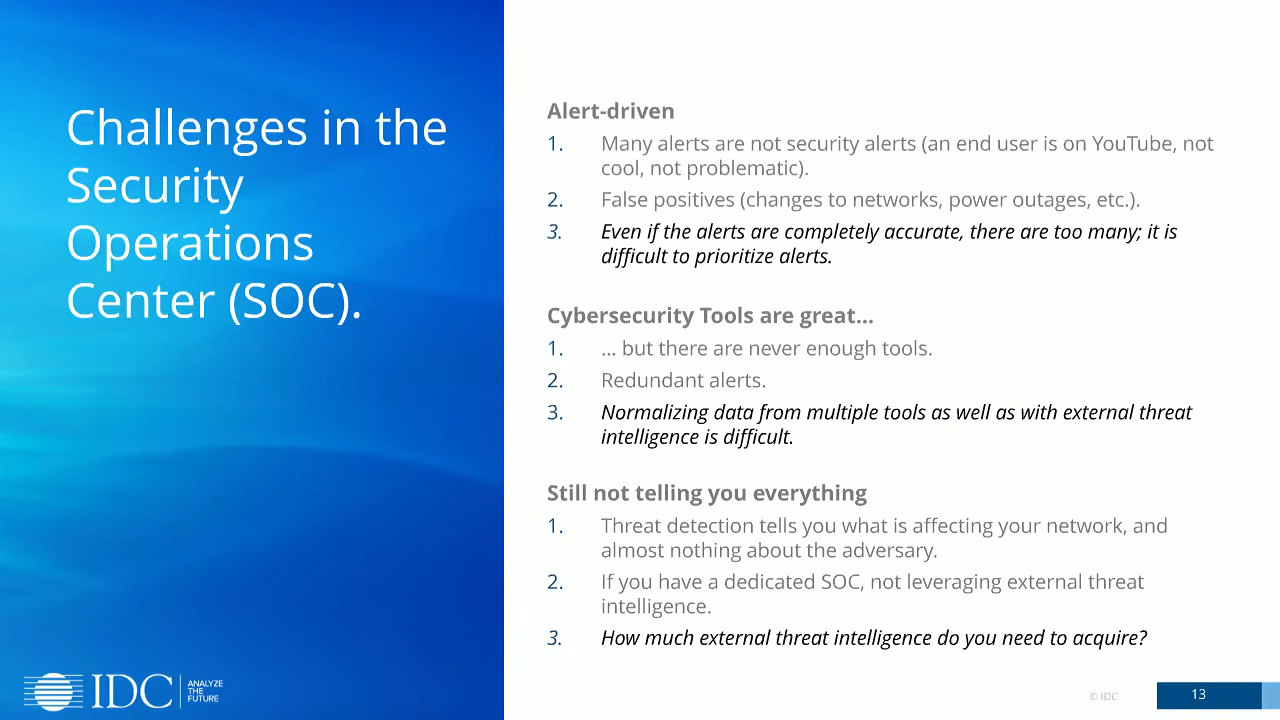 Challenges in the
Security
Operations
Center (SOC).
Alert-driven
1. Many alerts are not security alerts (an end user is on YouTube, not
cool, not problematic).
2. False positives (changes to networks, power outages, etc.).
3. Even if the alerts are completely accurate, there are too many; it is
difficult to prioritize alerts.
Cybersecurity Tools are great...
1. ... but there are never enough tools.
2. Redundant alerts.
3. Normalizing data from multiple tools as well as with external threat
intelligence is difficult.
Still not telling you everything
1. Threat detection tells you what is affecting your network, and
almost nothing about the adversary.
2. If you have a dedicated SOC, not leveraging external threat
intelligence.
3. How much external threat intelligence do you need to acquire?
IDC
ANALYZE
THE
FUTURE
© IDC
13